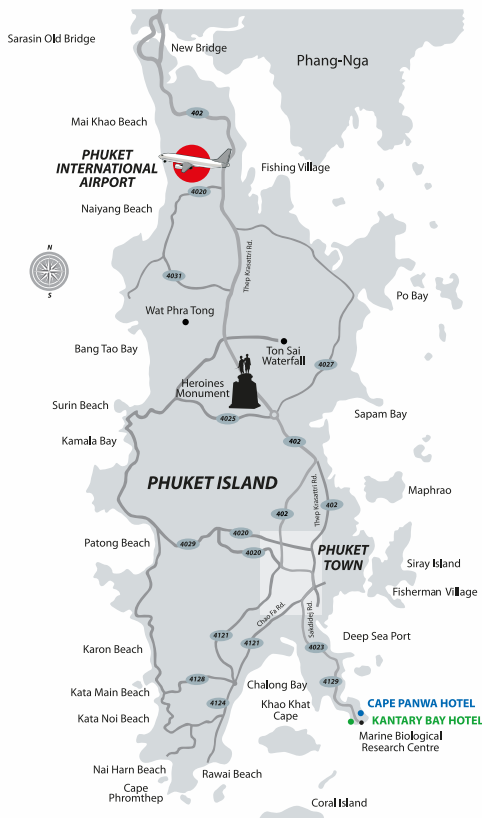 Sarasin Old Bridge
New Bridge
Phang-Nga
402
Mai Khao Beach
PHUKET
INTERNATIONAL
AIRPORT
Fishing Village
4020
Naiyang Beach
N
S
Thep Krasattri Rd.
4031
Po Bay
Wat Phra Tong
Bang Tao Bay
Ton Sai
Waterfall
4027
Heroines
Monument
Surin Beach
4025
Sapam Bay
Kamala Bay
402
PHUKET ISLAND
Thep Krasattri Rd.
Maphrao
402
402
Patong Beach
4029
4020
4020
PHUKET
TOWN
Siray Island
Fisherman Village
Chao Fa Rd.
Sakdidej Rd.
4121
4121
Deep Sea Port
4023
Karon Beach
4128
4129
Kata Main Beach
Chalong Bay
4124
Khao Khat
Cape
CAPE PANWA HOTEL
Kata Noi Beach
KANTARY BAY HOTEL
Marine Biological
Research Centre
Nai Harn Beach
Rawai Beach
Cape
Phromthep
Coral Island